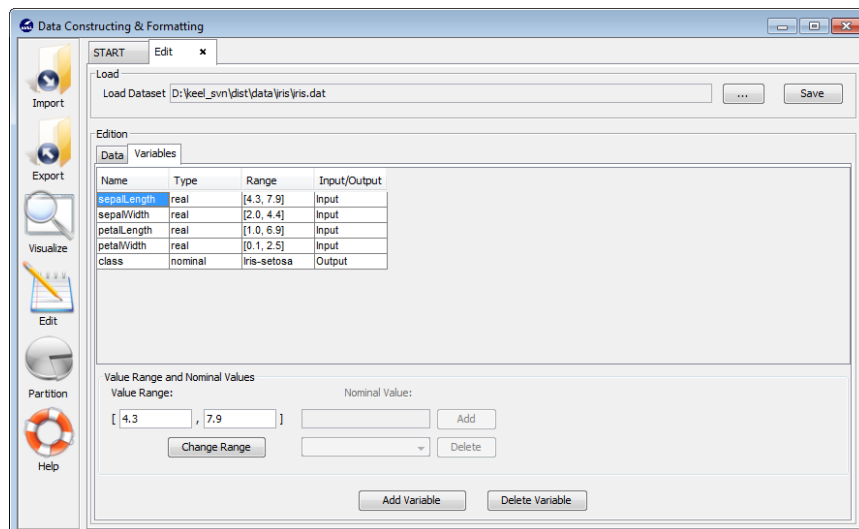 Data Constructing & Formatting
START Edit x
Import
Export
Visualize
Edit
Partition
Help
Load
Load Dataset D:\keel_svn\dist\data\iris\iris.dat ... Save
Edition
Data Variables
Name Type Range Input/Output
sepalLength real [4.3, 7.9] Input
sepalWidth real [2.0, 4.4] Input
petalLength real [1.0, 6.9] Input
petalWidth real [0.1, 2.5] Input
class nominal Iris-setosa Output
Value Range and Nominal Values
Value Range: Nominal Value:
[ 4.3 , 7.9 ] Add
Change Range Delete
Add Variable Delete Variable